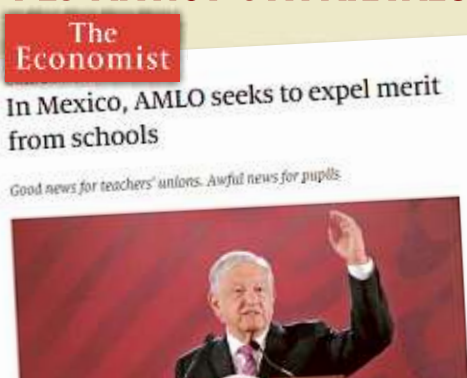 The
Economist
In Mexico, AMLO seeks to expel merit
from schools
Good news for teachers' unions. Awful news for pupils